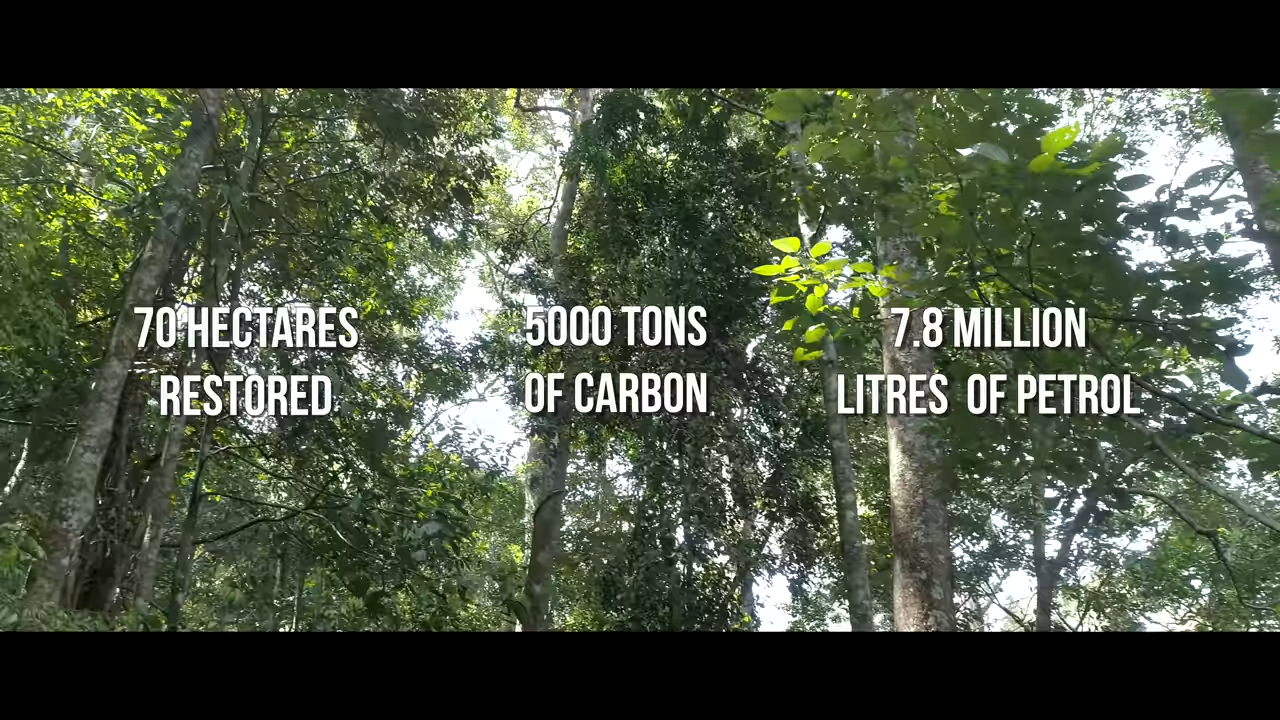 70 HECTARES
RESTORED
5000 TONS
OF CARBON
7.8 MILLION
LITRES OF PETROL